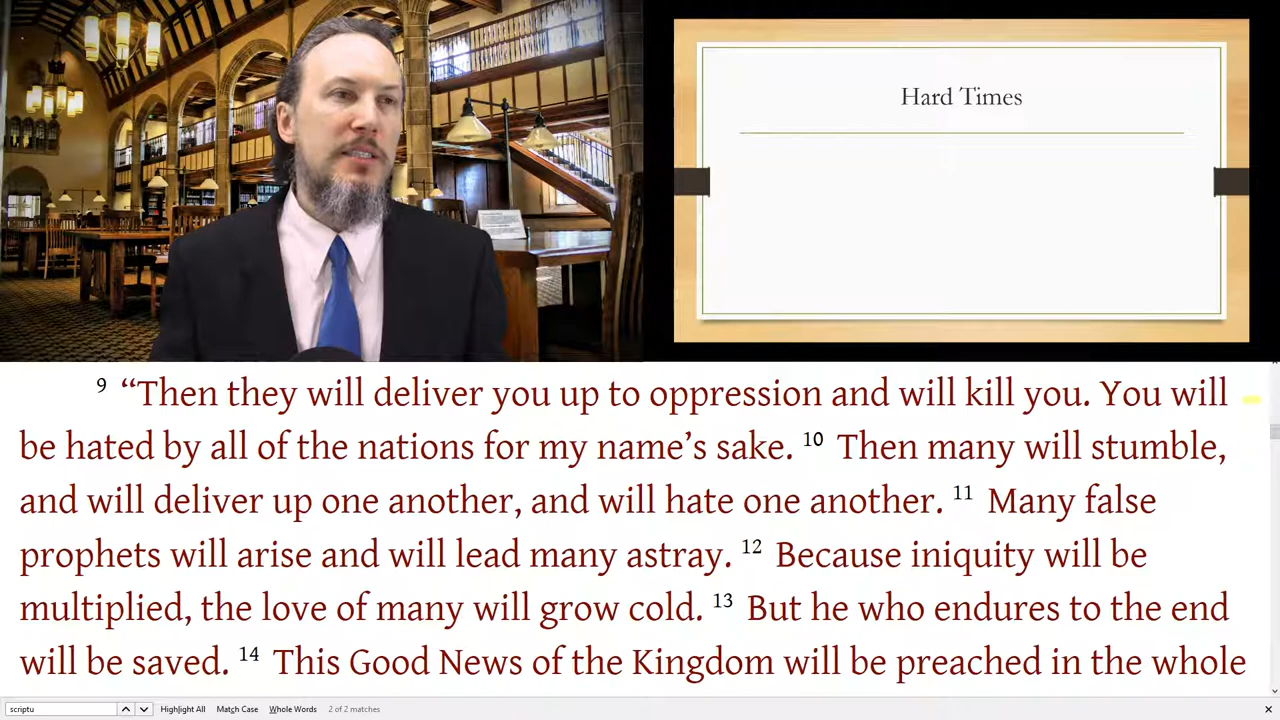 Hard Times
9 “Then they will deliver you up to oppression and will kill you. You will
be hated by all of the nations for my name’s sake. 10 Then many will stumble,
and will deliver up one another, and will hate one another. 11 Many false
prophets will arise and will lead many astray. 12 Because iniquity will be
multiplied, the love of many will grow cold. 13 But he who endures to the end
will be saved. 14 This Good News of the Kingdom will be preached in the whole
scriptu Highlight All Match Case Whole Words 2 of 2 matches